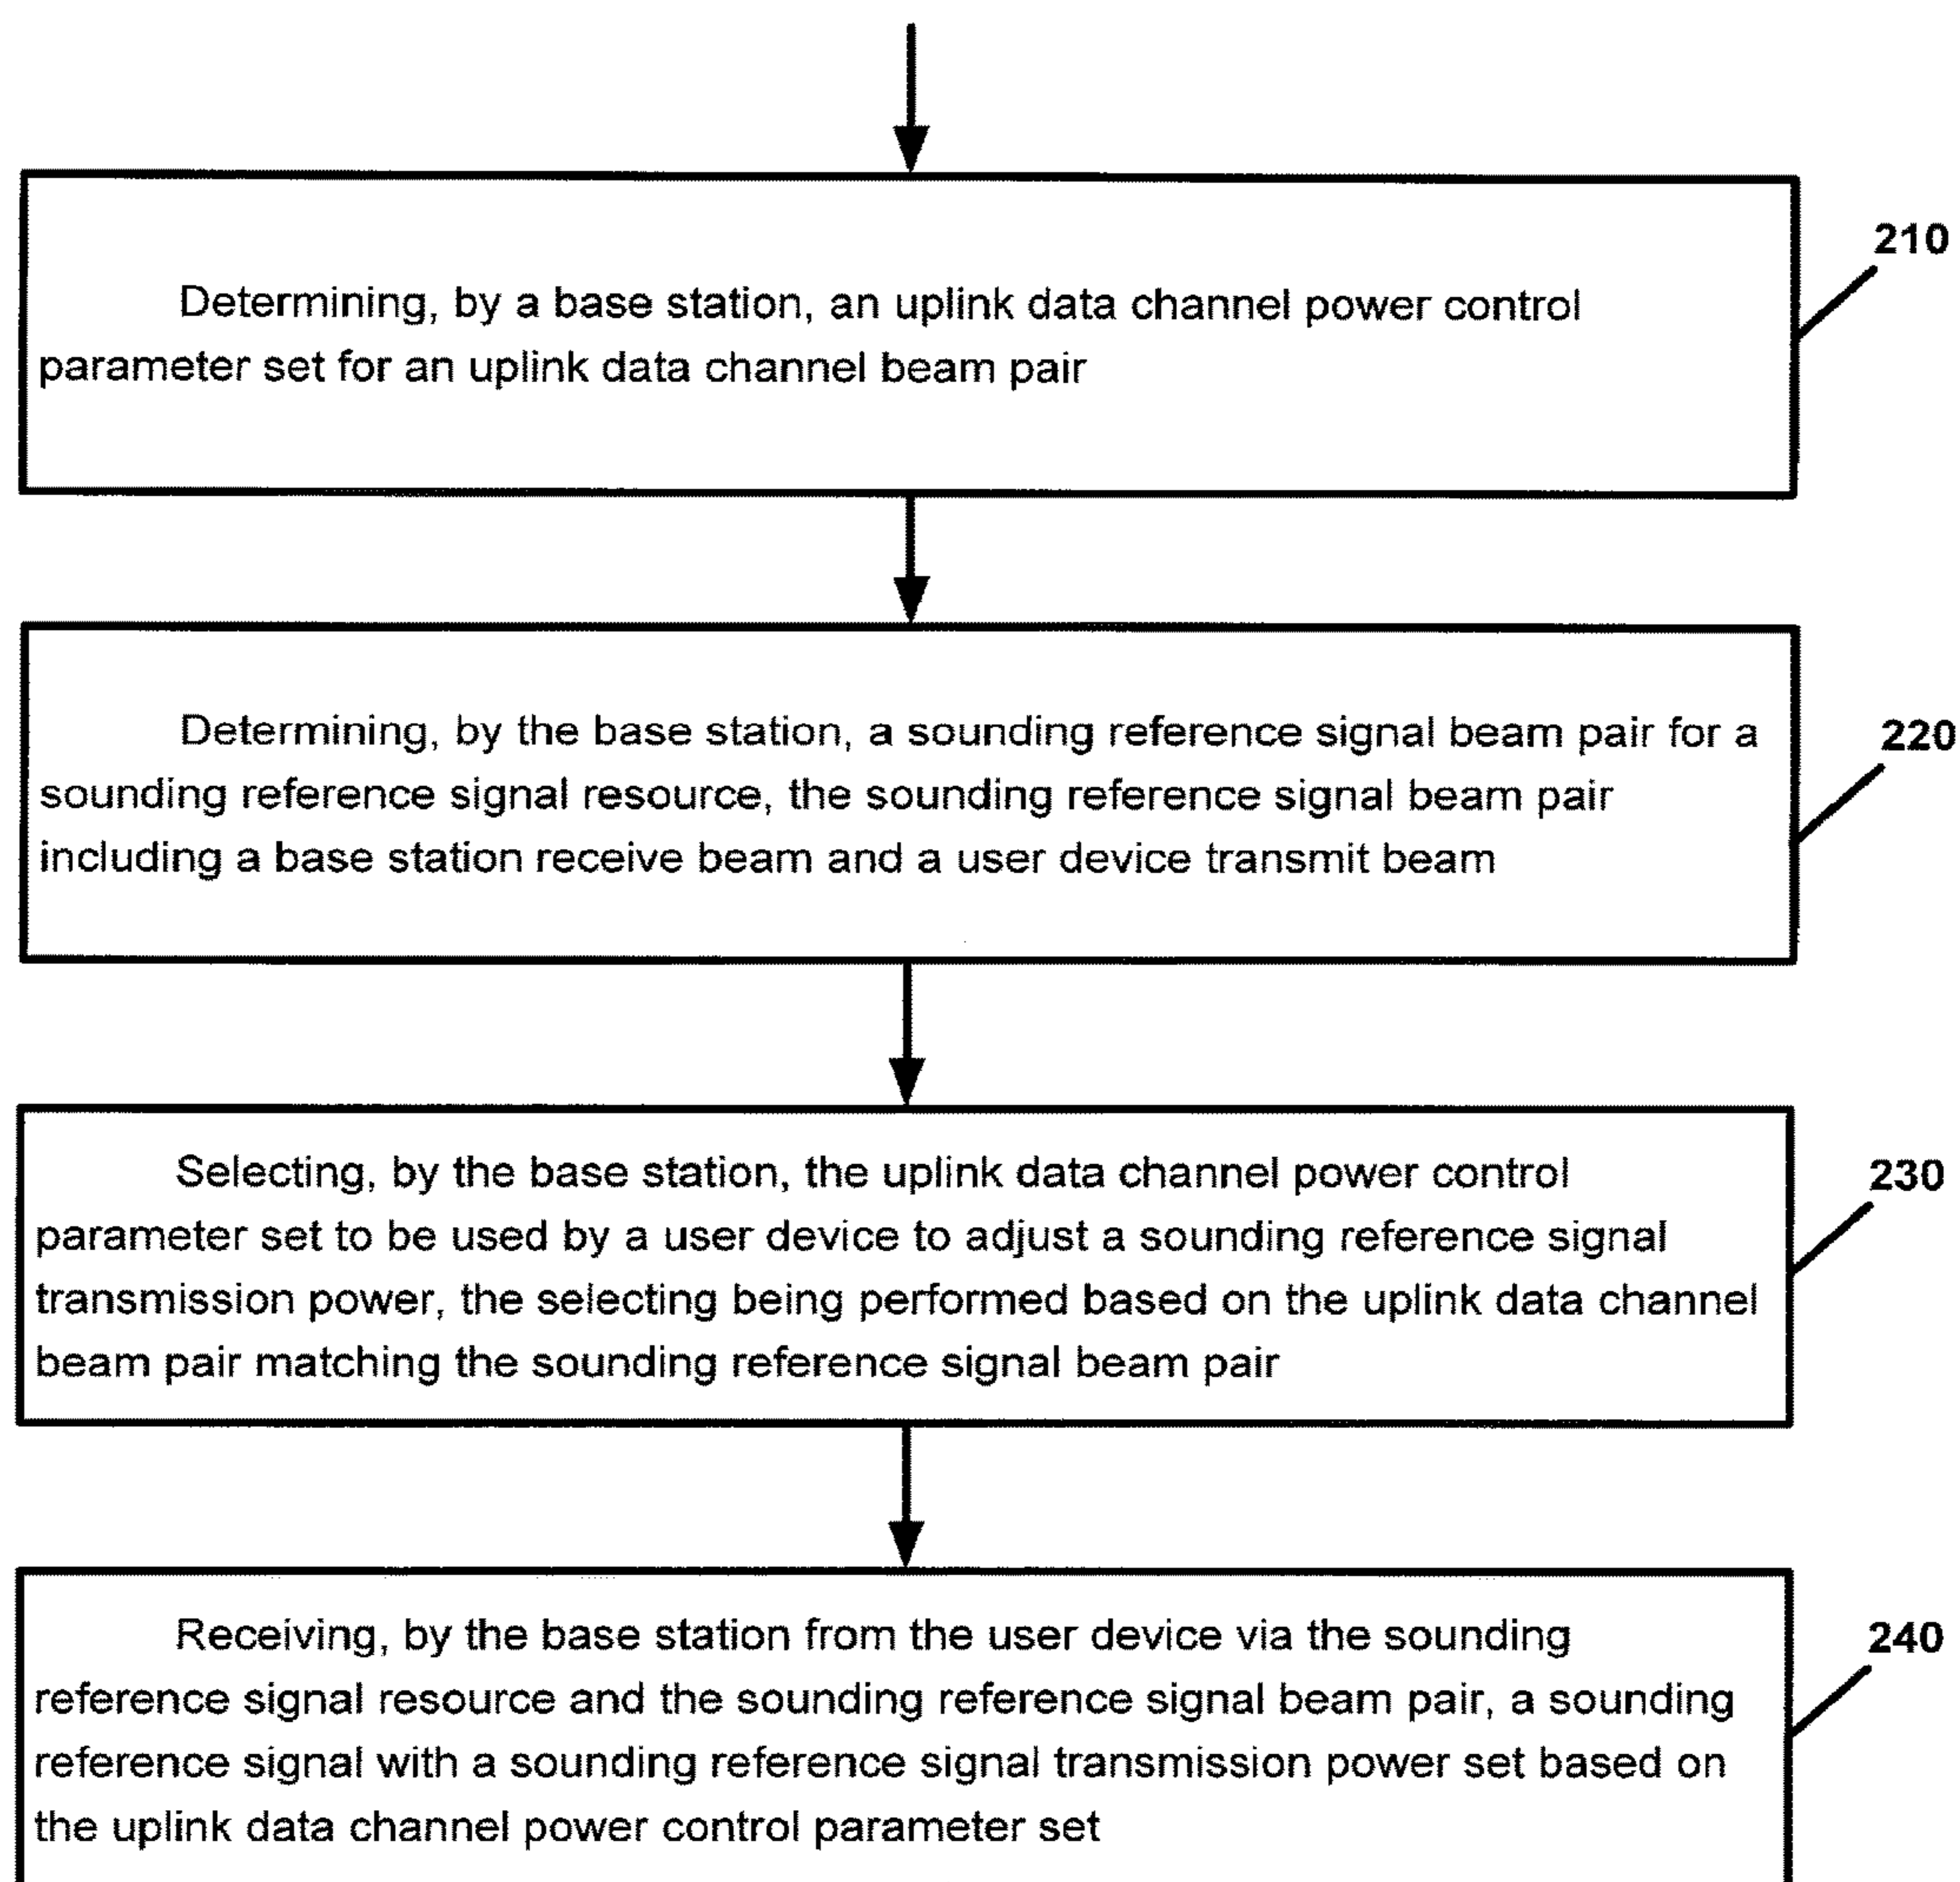 Determining, by a base station, an uplink data channel power control
parameter set for an uplink data channel beam pair
210
Determining, by the base station, a sounding reference signal beam pair for a
sounding reference signal resource, the sounding reference signal beam pair
including a base station receive beam and a user device transmit beam
220
Selecting, by the base station, the uplink data channel power control
parameter set to be used by a user device to adjust a sounding reference signal
transmission power, the selecting being performed based on the uplink data channel
beam pair matching the sounding reference signal beam pair
230
Receiving, by the base station from the user device via the sounding
reference signal resource and the sounding reference signal beam pair, a sounding
reference signal with a sounding reference signal transmission power set based on
the uplink data channel power control parameter set
240